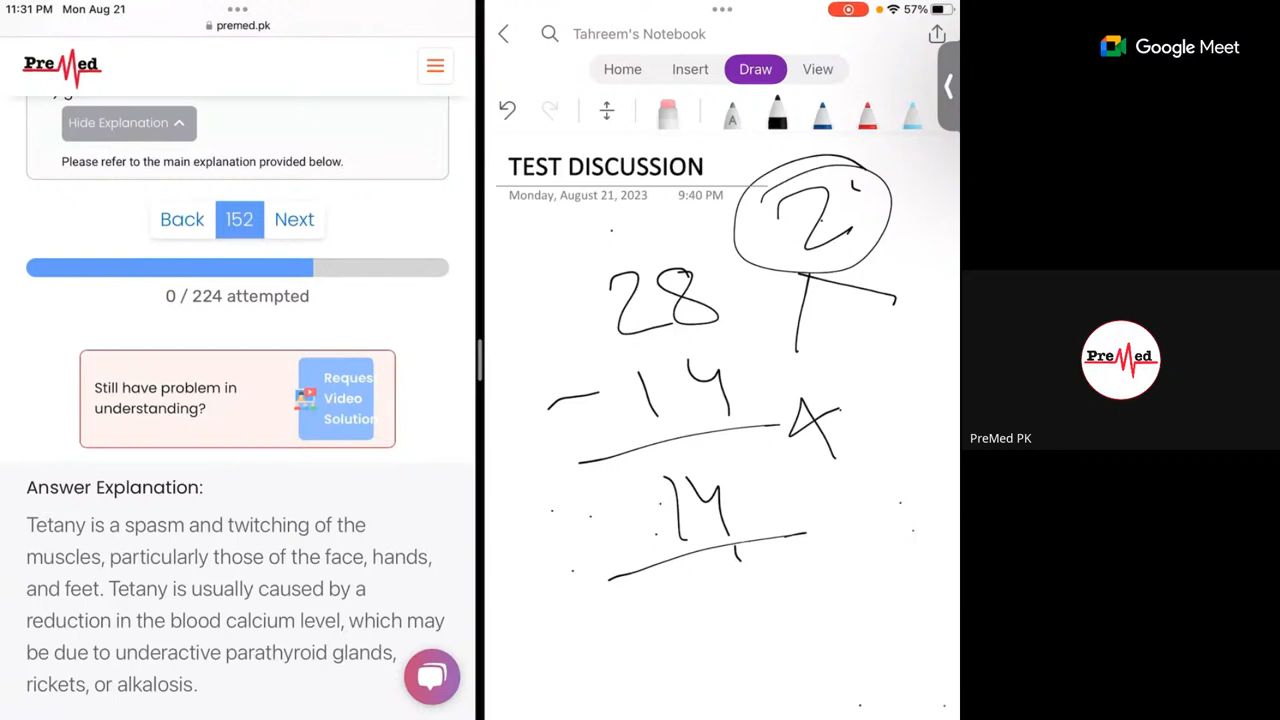 11:31 PM Mon Aug 21
premed.pk
PreMed
Hide Explanation
Please refer to the main explanation provided below.
Back 152 Next
0 / 224 attempted
Still have problem in
understanding?
Reques
Video
Solution
Answer Explanation:
Tetany is a spasm and twitching of the
muscles, particularly those of the face, hands,
and feet. Tetany is usually caused by a
reduction in the blood calcium level, which may
be due to underactive parathyroid glands,
rickets, or alkalosis.
57%
Tahreem's Notebook
Home Insert Draw View
A
TEST DISCUSSION
Monday, August 21, 2023 9:40 PM
2
28
- 14
14
Google Meet
PreMed
PreMed PK